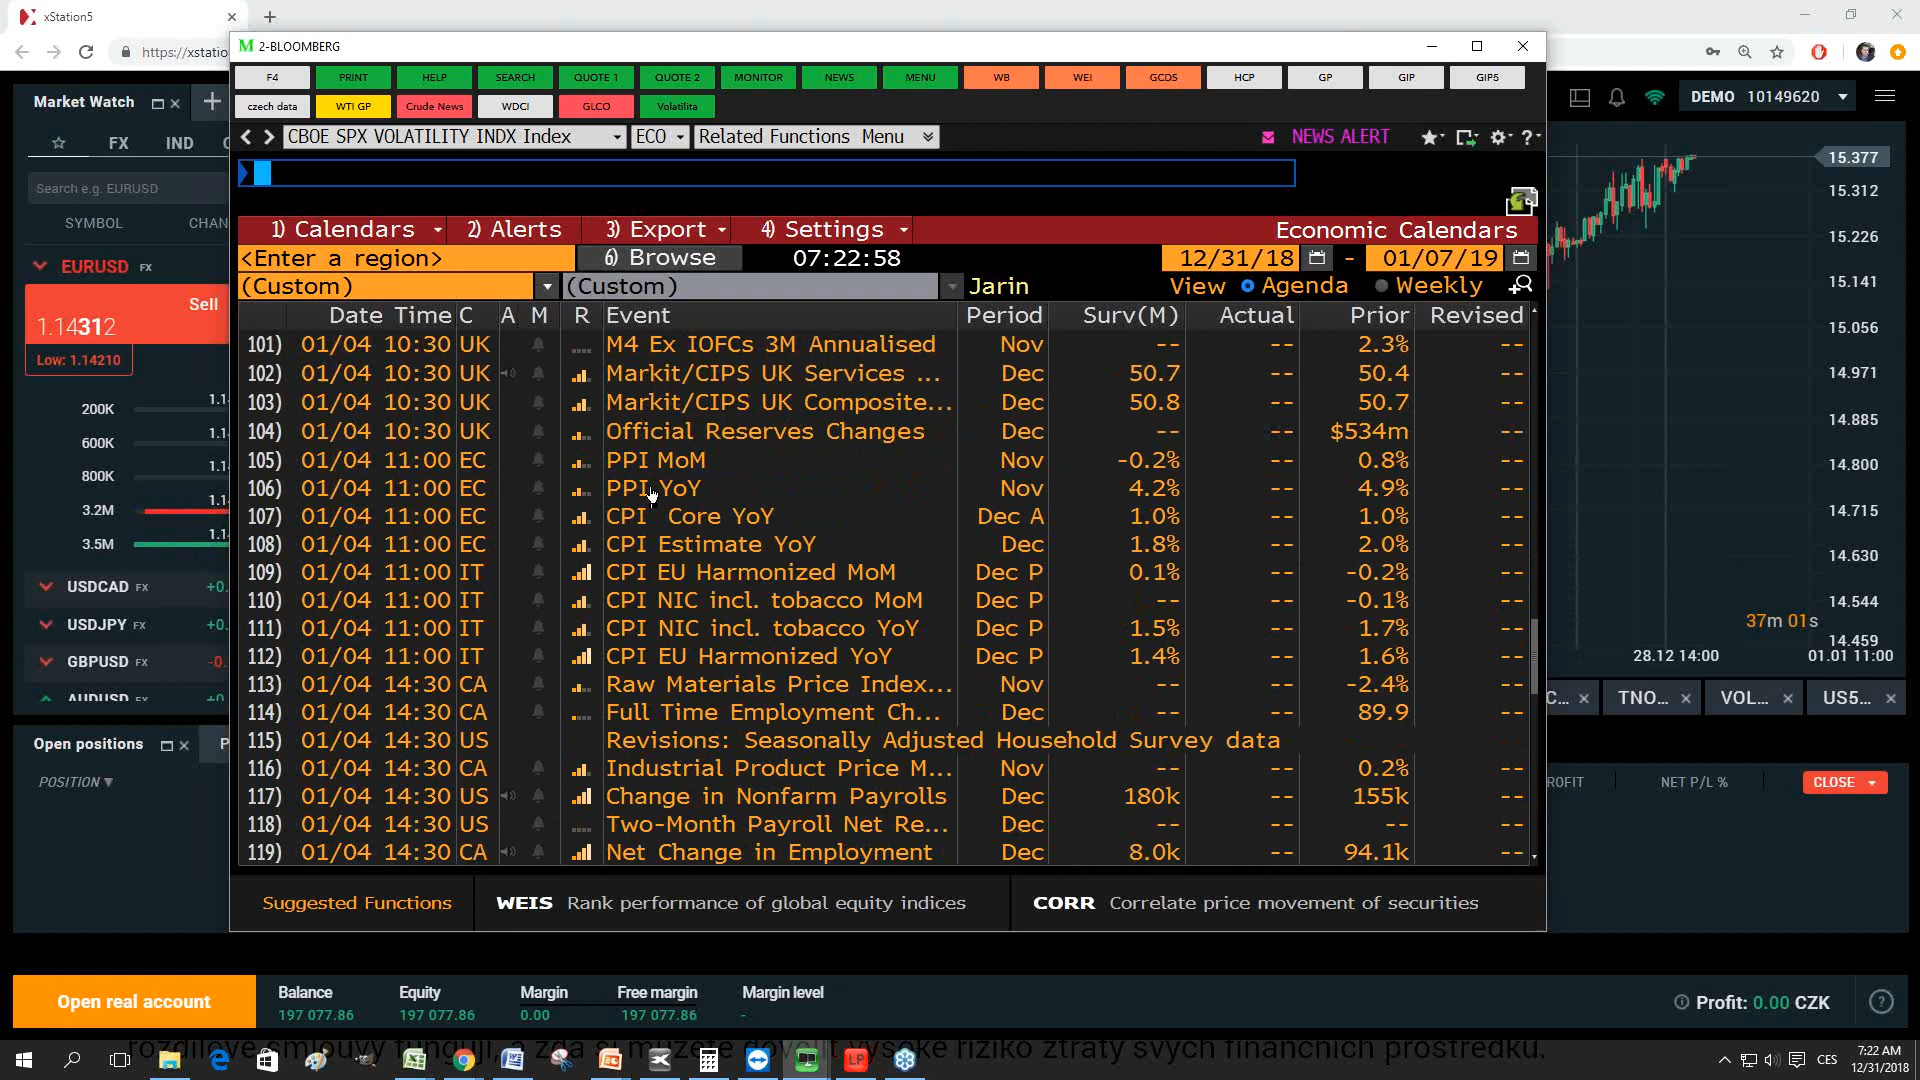 xStation5
https://xstatio
2-BLOOMBERG
F4 PRINT HELP SEARCH QUOTE 1 QUOTE 2 MONITOR NEWS MENU WB WEI GCDS HCP GP GIP GIP5
czech data WTI GP Crude News WDCI GLCO Volatilita
CBOE SPX VOLATILITY INDX Index ECO Related Functions Menu NEWS ALERT
1) Calendars 2) Alerts 3) Export 4) Settings Economic Calendars
<Enter a region> 6) Browse 07:22:58 12/31/18 - 01/07/19
(Custom) (Custom) Jarin View Agenda Weekly
Date Time C A M R Event Period Surv(M) Actual Prior Revised
101) 01/04 10:30 UK M4 Ex IOFCs 3M Annualised Nov -- -- 2.3% --
102) 01/04 10:30 UK Markit/CIPS UK Services ... Dec 50.7 -- 50.4 --
103) 01/04 10:30 UK Markit/CIPS UK Composite... Dec 50.8 -- 50.7 --
104) 01/04 10:30 UK Official Reserves Changes Dec -- -- $534m --
105) 01/04 11:00 EC PPI MoM Nov -0.2% -- 0.8% --
106) 01/04 11:00 EC PPI YoY Nov 4.2% -- 4.9% --
107) 01/04 11:00 EC CPI Core YoY Dec A 1.0% -- 1.0% --
108) 01/04 11:00 EC CPI Estimate YoY Dec 1.8% -- 2.0% --
109) 01/04 11:00 IT CPI EU Harmonized MoM Dec P 0.1% -- -0.2% --
110) 01/04 11:00 IT CPI NIC incl. tobacco MoM Dec P -- -- -0.1% --
111) 01/04 11:00 IT CPI NIC incl. tobacco YoY Dec P 1.5% -- 1.7% --
112) 01/04 11:00 IT CPI EU Harmonized YoY Dec P 1.4% -- 1.6% --
113) 01/04 14:30 CA Raw Materials Price Index... Nov -- -- -2.4% --
114) 01/04 14:30 CA Full Time Employment Ch... Dec -- -- 89.9 --
115) 01/04 14:30 US Revisions: Seasonally Adjusted Household Survey data
116) 01/04 14:30 CA Industrial Product Price M... Nov -- -- 0.2% --
117) 01/04 14:30 US Change in Nonfarm Payrolls Dec 180k -- 155k --
118) 01/04 14:30 US Two-Month Payroll Net Re... Dec -- -- -- --
119) 01/04 14:30 CA Net Change in Employment Dec 8.0k -- 94.1k --
Suggested Functions WEIS Rank performance of global equity indices CORR Correlate price movement of securities
Market Watch
FX IND
Search e.g. EURUSD
SYMBOL CHAN
EURUSD FX
Sell
1.14312
Low: 1.14210
200K 1.1
600K 1.1
800K 1.1
3.2M 1.1
3.5M 1.1
USDCAD FX +0.
USDJPY FX +0.
GBPUSD FX -0.
AUDUSD FX +0
DEMO 10149620
15.377
15.312
15.226
15.141
15.056
14.971
14.885
14.800
14.715
14.630
14.544
37m 01s
14.459
28.12 14:00 01.01 11:00
C... TNO... VOL... US5...
Open positions P
POSITION
ROFIT NET P/L % CLOSE
Open real account
Balance Equity Margin Free margin Margin level
197 077.86 197 077.86 0.00 197 077.86 -
Profit: 0.00 CZK
CES
7:22 AM
12/31/2018